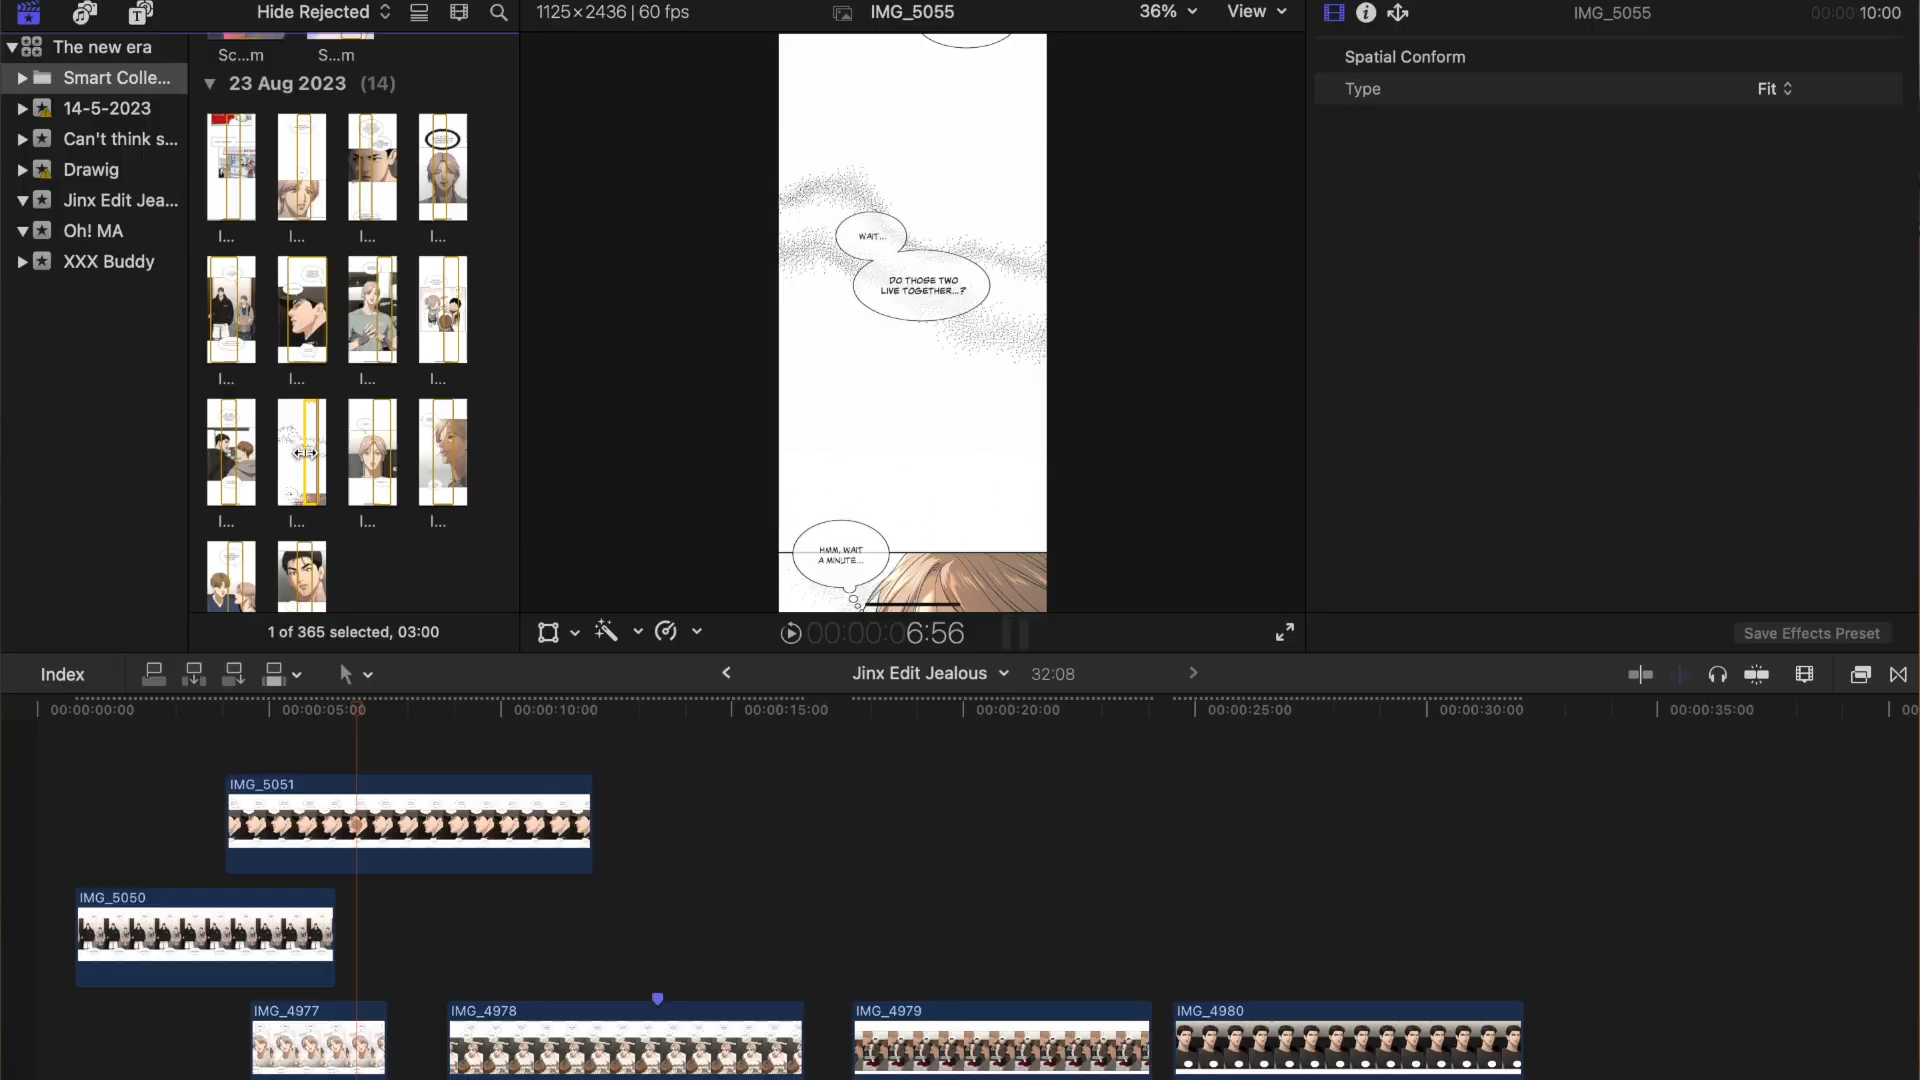 Hide Rejected
1125×2436 | 60 fps
IMG_5055
36%
View
IMG_5055
00:00:10:00
The new era
Smart Colle...
14-5-2023
Can't think s...
Drawig
Jinx Edit Jea...
Oh! MA
XXX Buddy
Sc...m
S...m
23 Aug 2023
(14)
I...
I...
I...
I...
I...
I...
I...
I...
I...
I...
I...
I...
1 of 365 selected, 03:00
WAIT...
DO THOSE TWO
LIVE TOGETHER...?
HMM, WAIT
A MINUTE...
00:00:06:56
Spatial Conform
Type
Fit
Save Effects Preset
Index
Jinx Edit Jealous
32:08
00:00:00:00
00:00:05:00
00:00:10:00
00:00:15:00
00:00:20:00
00:00:25:00
00:00:30:00
00:00:35:00
00
IMG_5051
IMG_5050
IMG_4977
IMG_4978
IMG_4979
IMG_4980